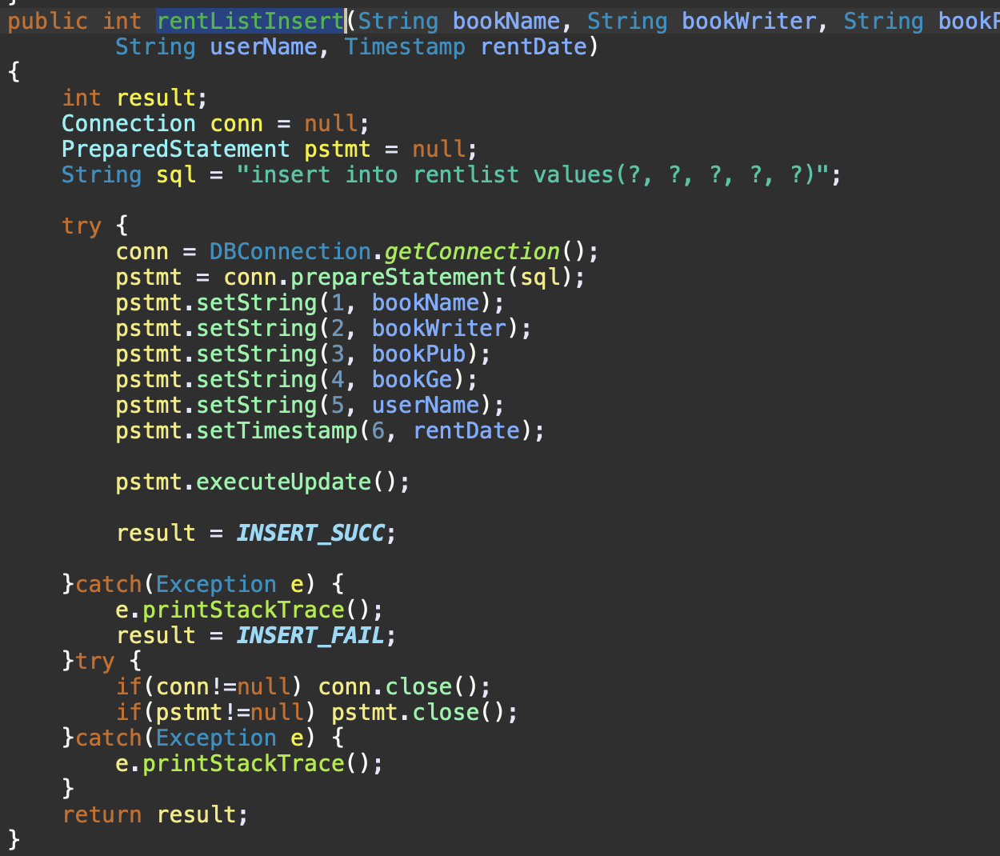 }
public int rentListInsert(String bookName, String bookWriter, String
        String userName, Timestamp rentDate)
{
    int result;
    Connection conn = null;
    PreparedStatement pstmt = null;
    String sql = "insert into rentlist values(?, ?, ?, ?, ?)";

    try {
        conn = DBConnection.getConnection();
        pstmt = conn.prepareStatement(sql);
        pstmt.setString(1, bookName);
        pstmt.setString(2, bookWriter);
        pstmt.setString(3, bookPub);
        pstmt.setString(4, bookGe);
        pstmt.setString(5, userName);
        pstmt.setTimestamp(6, rentDate);

        pstmt.executeUpdate();

        result = INSERT_SUCC;

    }catch(Exception e) {
        e.printStackTrace();
        result = INSERT_FAIL;
    }try {
        if(conn!=null) conn.close();
        if(pstmt!=null) pstmt.close();
    }catch(Exception e) {
        e.printStackTrace();
    }
    return result;
}